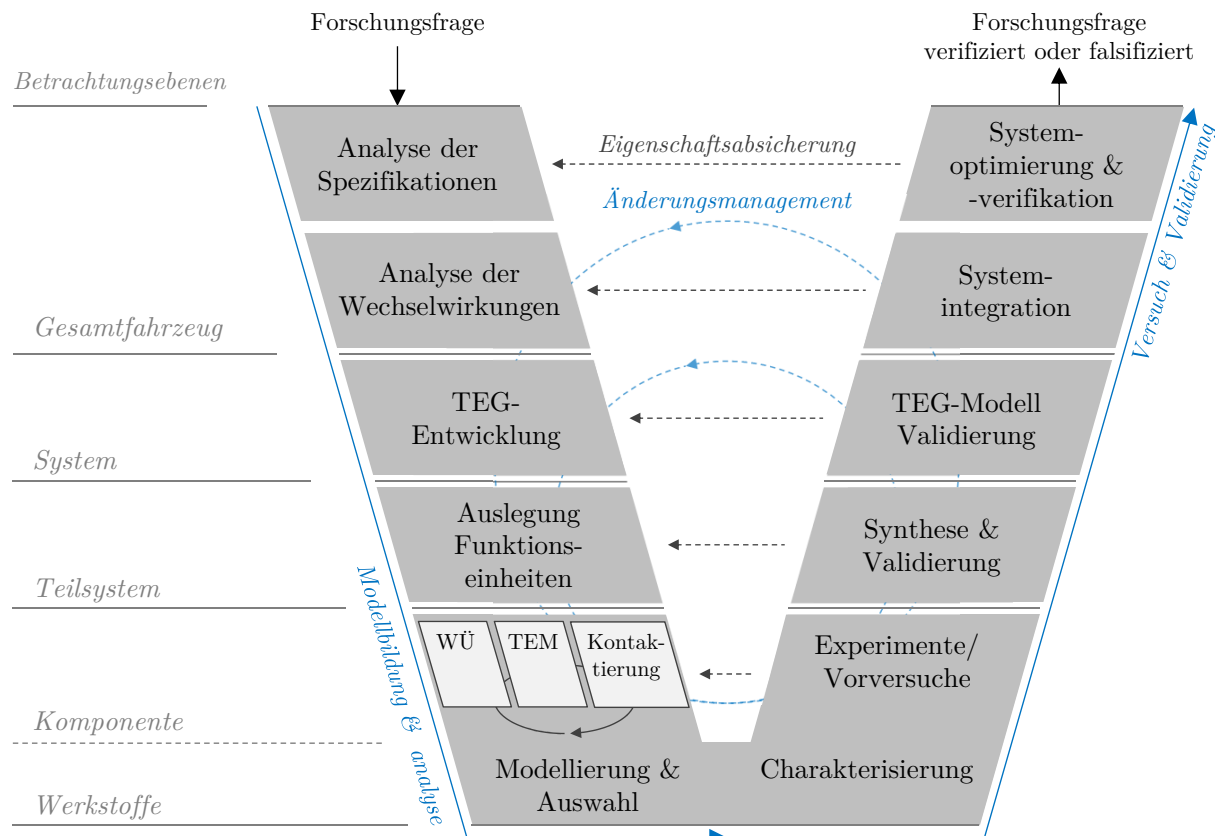 Forschungsfrage
Forschungsfrage
verifiziert oder falsifiziert
Betrachtungsebenen
Analyse der
Spezifikationen
Eigenschaftsabsicherung
System-
optimierung &
-verifikation
Änderungsmanagement
Analyse der
Wechselwirkungen
System-
integration
Versuch & Validierung
Gesamtfahrzeug
TEG-
Entwicklung
TEG-Modell
Validierung
System
Auslegung
Funktions-
einheiten
Synthese &
Validierung
Teilsystem
Modellbildung & analyse
WÜ
TEM
Kontak-
tierung
Experimente/
Vorversuche
Komponente
Modellierung &
Auswahl
Charakterisierung
Werkstoffe